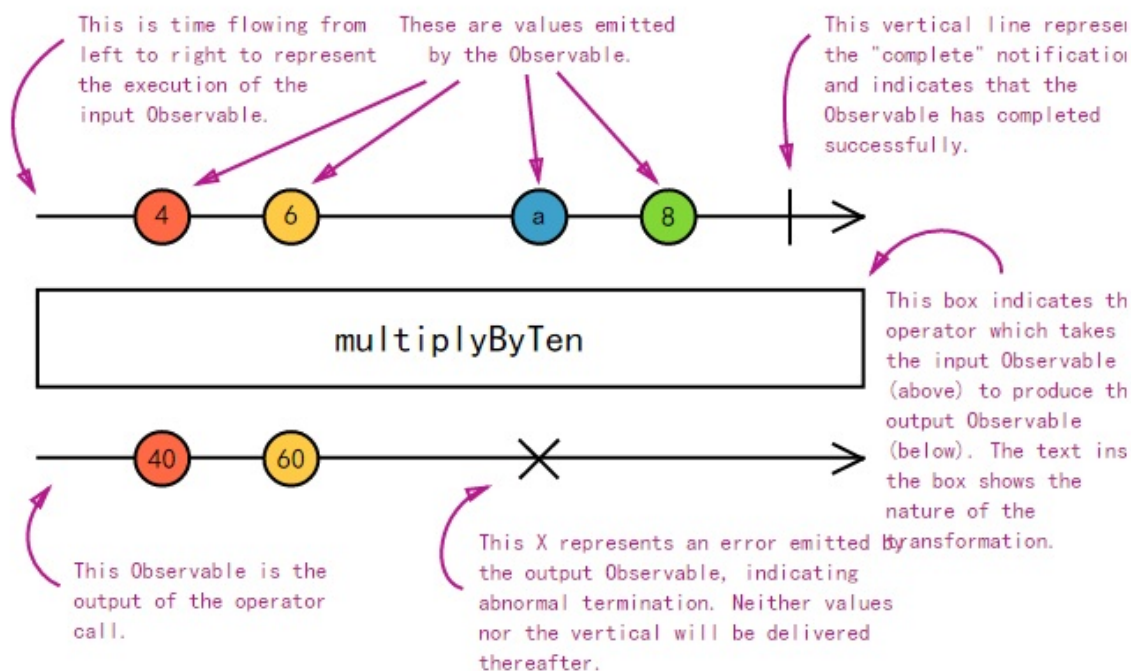 This is time flowing from
left to right to represent
the execution of the
input Observable.
These are values emitted
by the Observable.
This vertical line represen
the "complete" notification
and indicates that the
Observable has completed
successfully.
4
6
a
8
multiplyByTen
This box indicates th
operator which takes
the input Observable
(above) to produce th
output Observable
(below). The text ins
the box shows the
nature of the
transformation.
40
60
This Observable is the
output of the operator
call.
This X represents an error emitted by
the output Observable, indicating
abnormal termination. Neither values
nor the vertical will be delivered
thereafter.